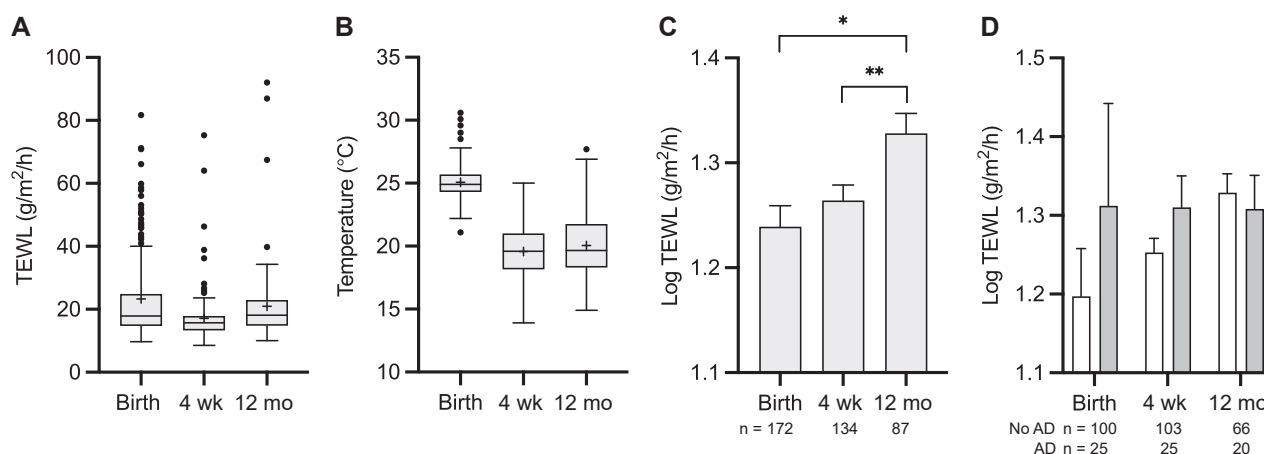 A
B
C
D
TEWL (g/m²/h)
100
80
60
40
20
0
Birth 4 wk 12 mo
Temperature (°C)
35
30
25
20
15
10
Birth 4 wk 12 mo
Log TEWL (g/m²/h)
1.4
1.3
1.2
1.1
*
**
Birth 4 wk 12 mo
n = 172 134 87
Log TEWL (g/m²/h)
1.5
1.4
1.3
1.2
1.1
Birth 4 wk 12 mo
No AD n = 100 103 66
AD n = 25 25 20